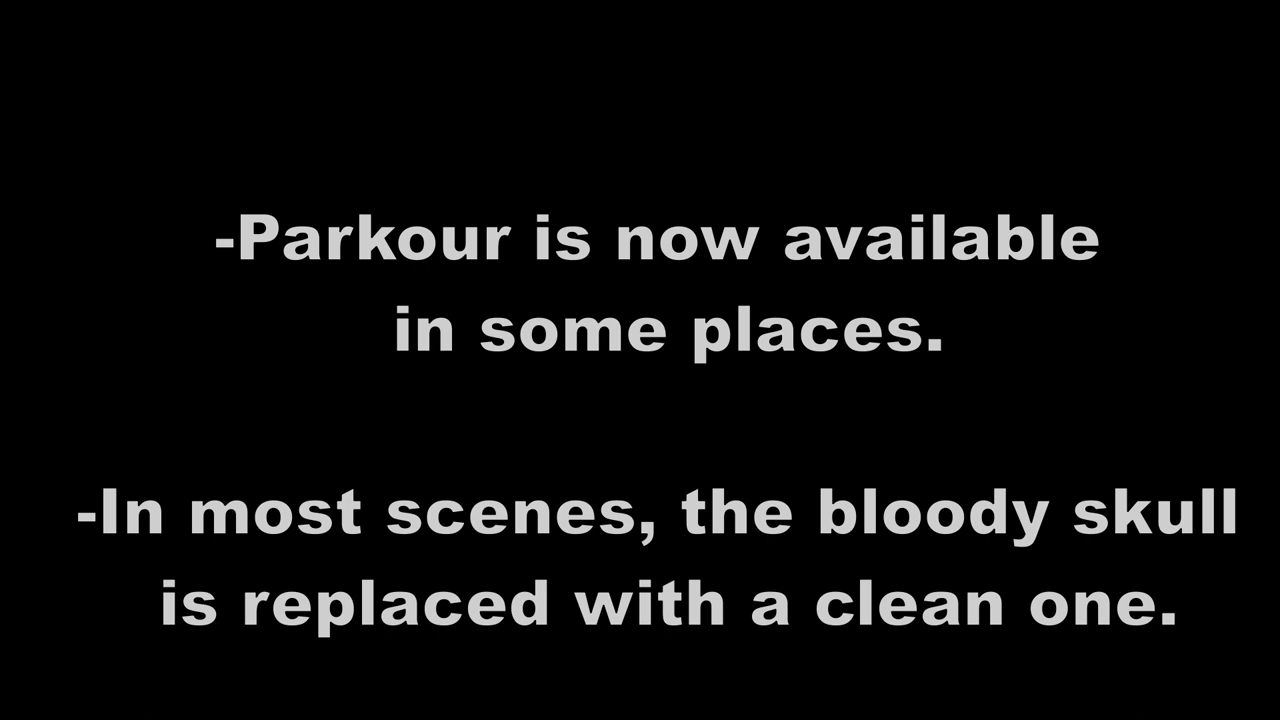 -Parkour is now available
in some places.
-In most scenes, the bloody skull
is replaced with a clean one.